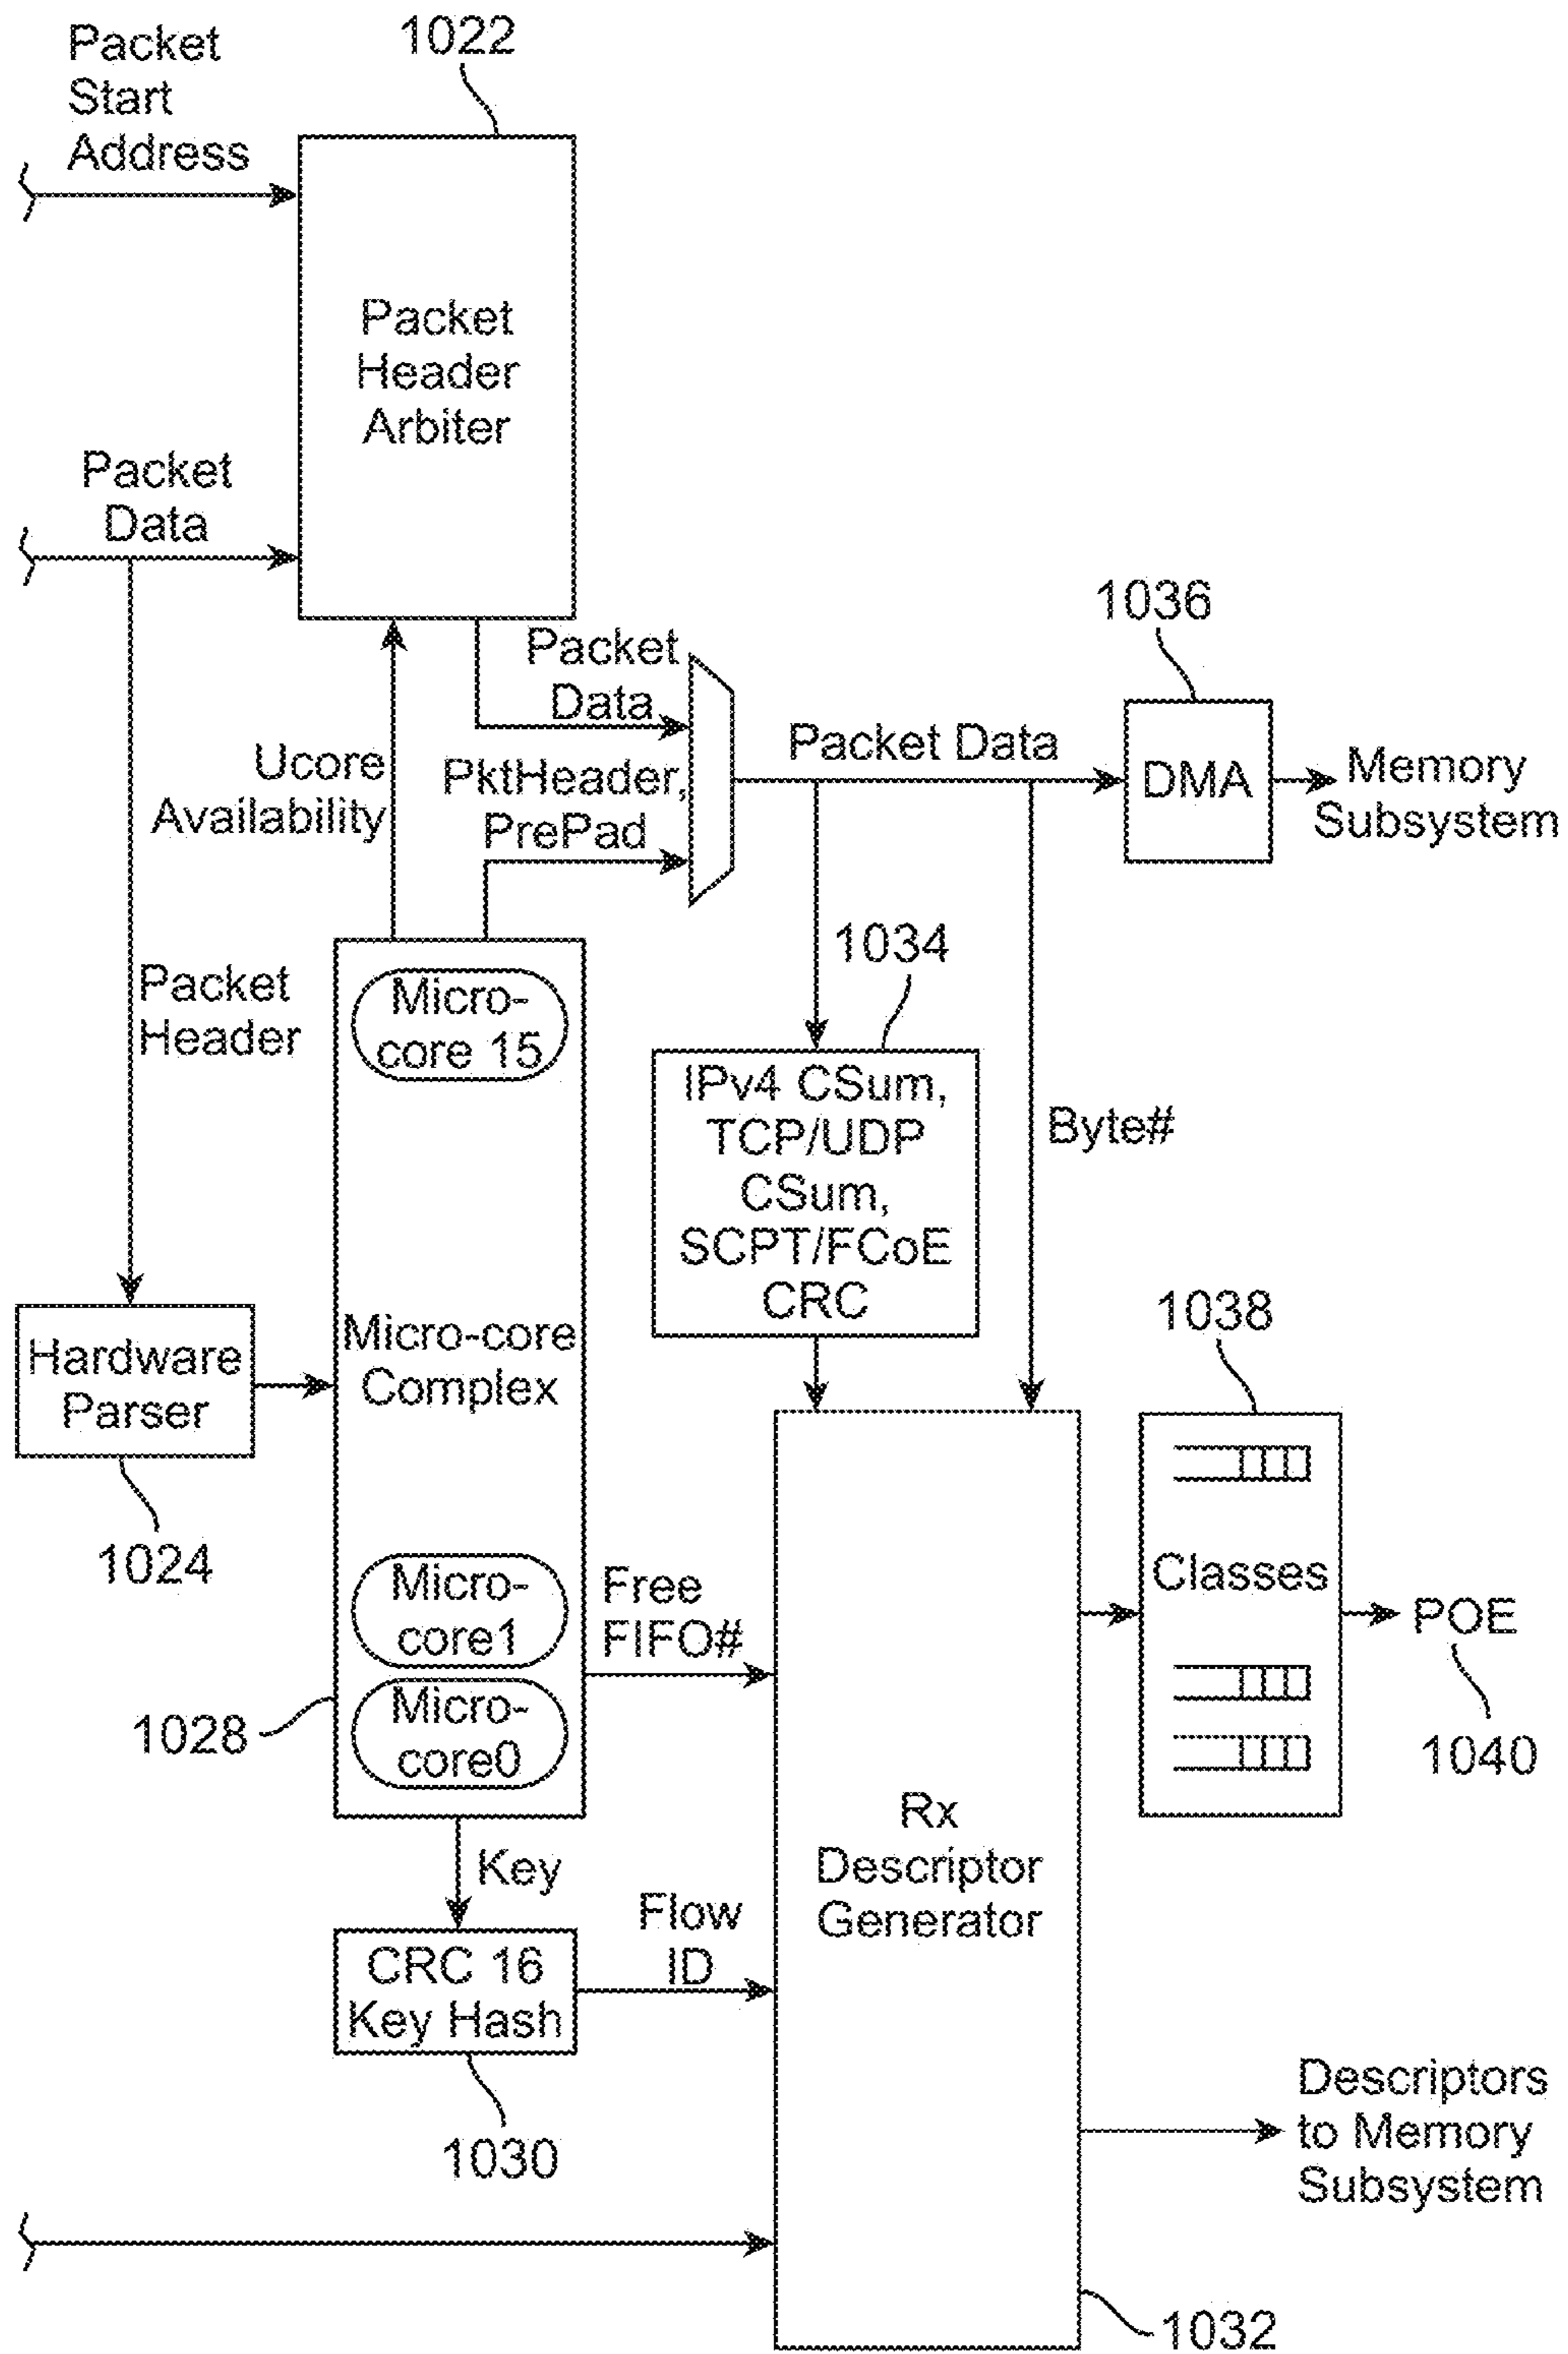 Packet
Start
Address
1022
Packet
Header
Arbiter
Packet
Data
1036
Packet
Data
Packet Data
DMA
Memory
Subsystem
Ucore
Availability
PktHeader,
PrePad
1034
Packet
Header
Micro-
core 15
IPv4 CSum,
TCP/UDP
CSum,
SCPT/FCoE
CRC
Byte#
1038
Hardware
Parser
Micro-core
Complex
1024
Micro-
core1
Free
FIFO#
Classes
POE
1028
Micro-
core0
1040
Rx
Descriptor
Generator
Key
Flow
ID
CRC 16
Key Hash
1030
Descriptors
to Memory
Subsystem
1032